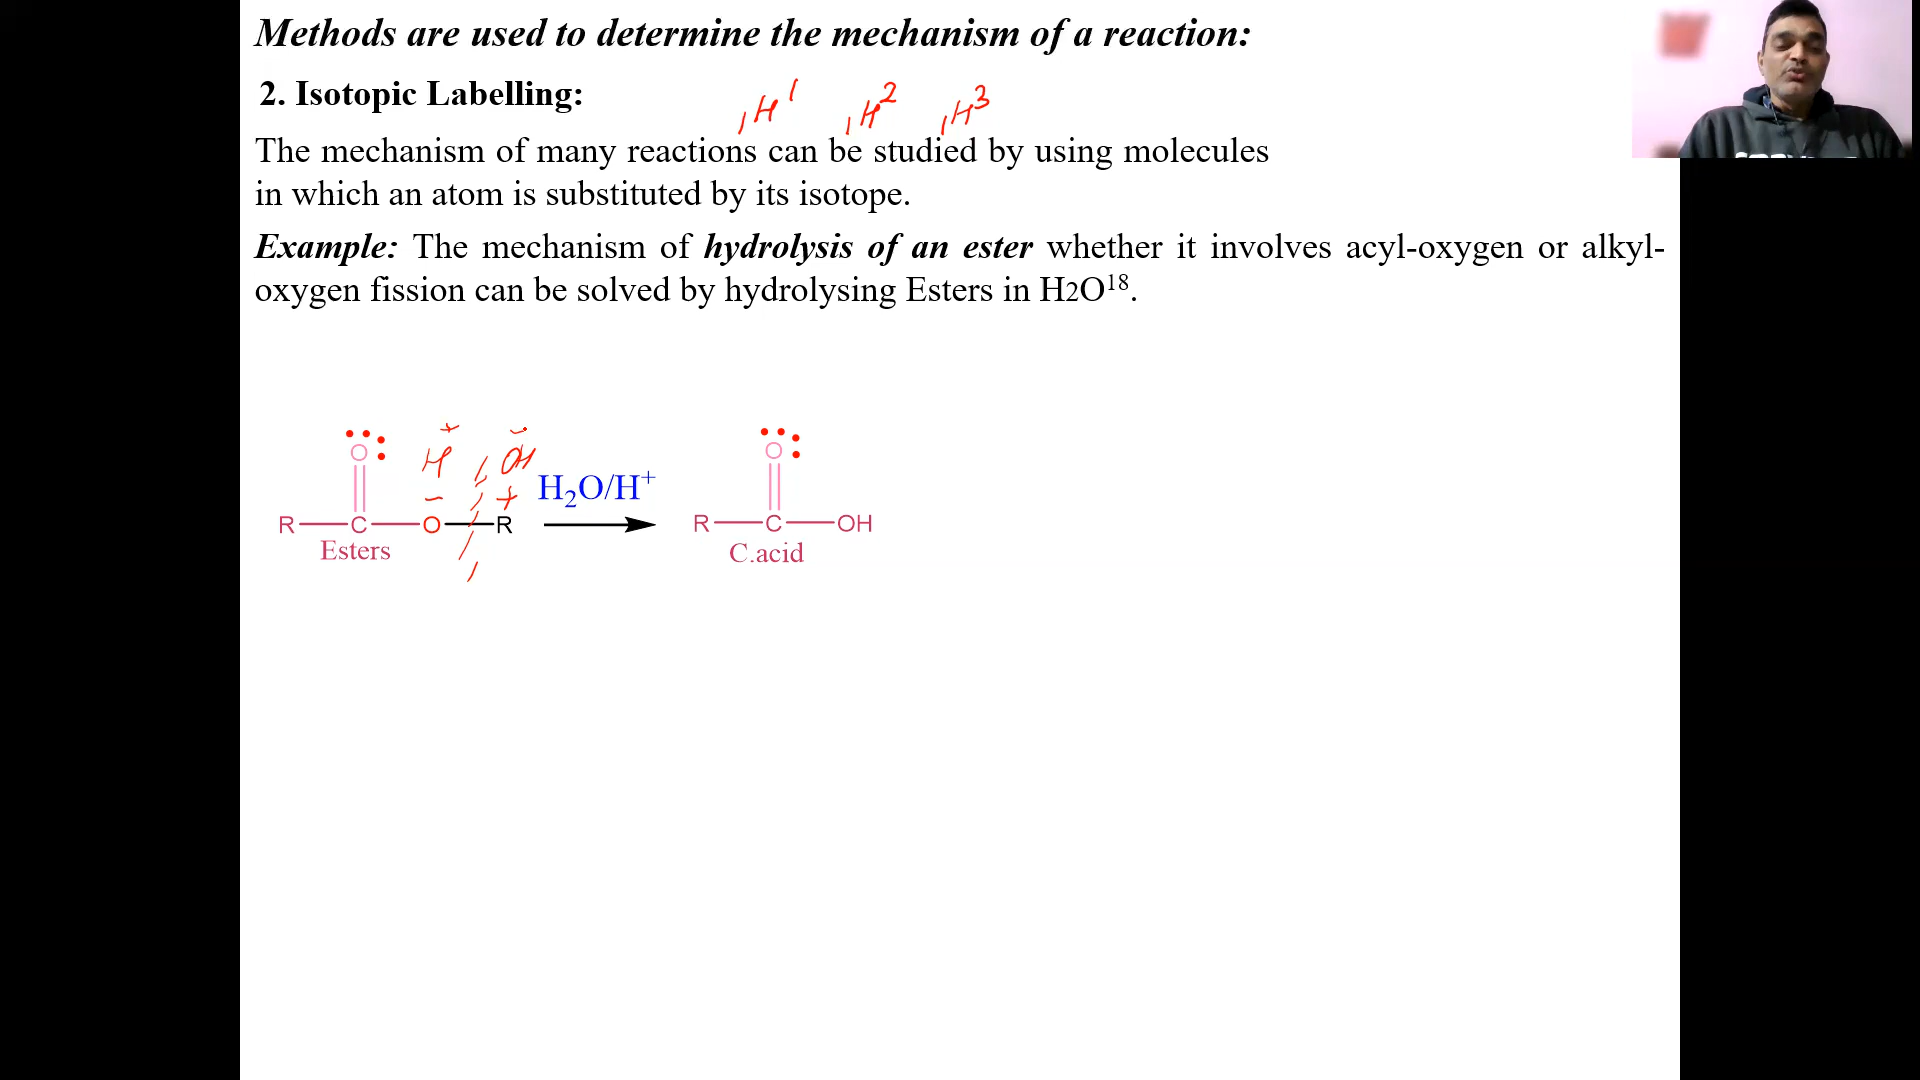 Methods are used to determine the mechanism of a reaction:
2. Isotopic Labelling:
₁H¹ ₁H² ₁H³
The mechanism of many reactions can be studied by using molecules
in which an atom is substituted by its isotope.
Example: The mechanism of hydrolysis of an ester whether it involves acyl-oxygen or alkyl-
oxygen fission can be solved by hydrolysing Esters in H2O¹⁸.
+ -
O H OH O
- + H₂O/H⁺
R C O R R C OH
Esters C.acid